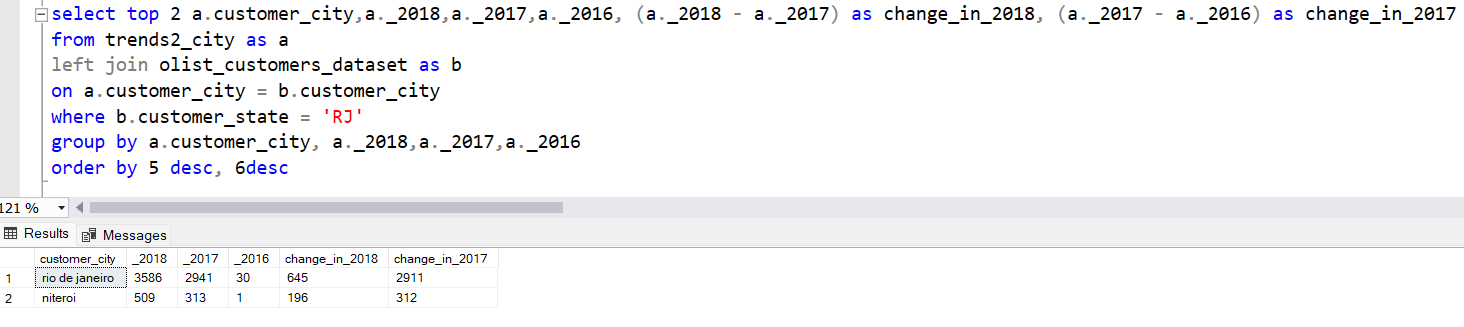 select top 2 a.customer_city,a._2018,a._2017,a._2016, (a._2018 - a._2017) as change_in_2018, (a._2017 - a._2016) as change_in_2017
from trends2_city as a
left join olist_customers_dataset as b
on a.customer_city = b.customer_city
where b.customer_state = 'RJ'
group by a.customer_city, a._2018,a._2017,a._2016
order by 5 desc, 6desc
121 %
Results Messages
customer_city _2018 _2017 _2016 change_in_2018 change_in_2017
1 rio de janeiro 3586 2941 30 645 2911
2 niteroi 509 313 1 196 312